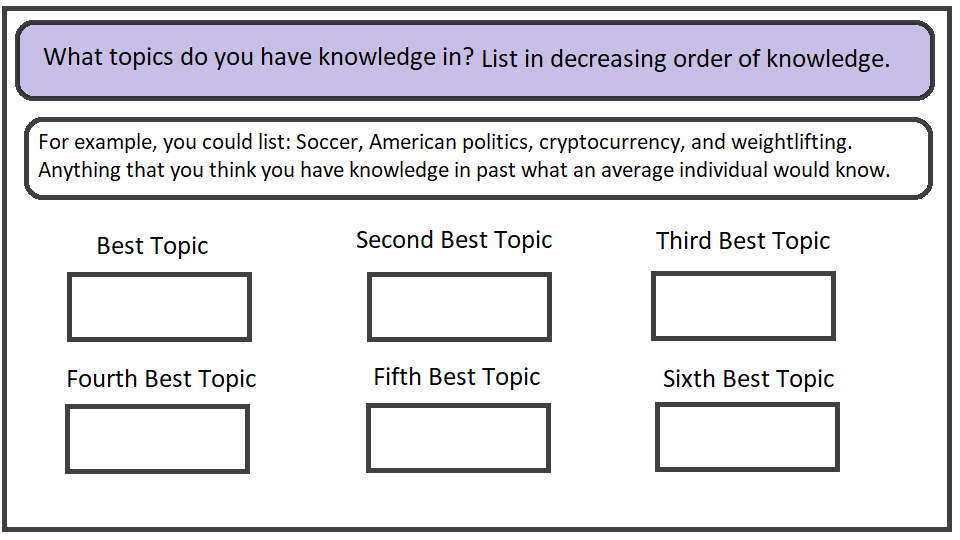 What topics do you have knowledge in? List in decreasing order of knowledge.
For example, you could list: Soccer, American politics, cryptocurrency, and weightlifting.
Anything that you think you have knowledge in past what an average individual would know.
Best Topic
Second Best Topic
Third Best Topic
Fourth Best Topic
Fifth Best Topic
Sixth Best Topic